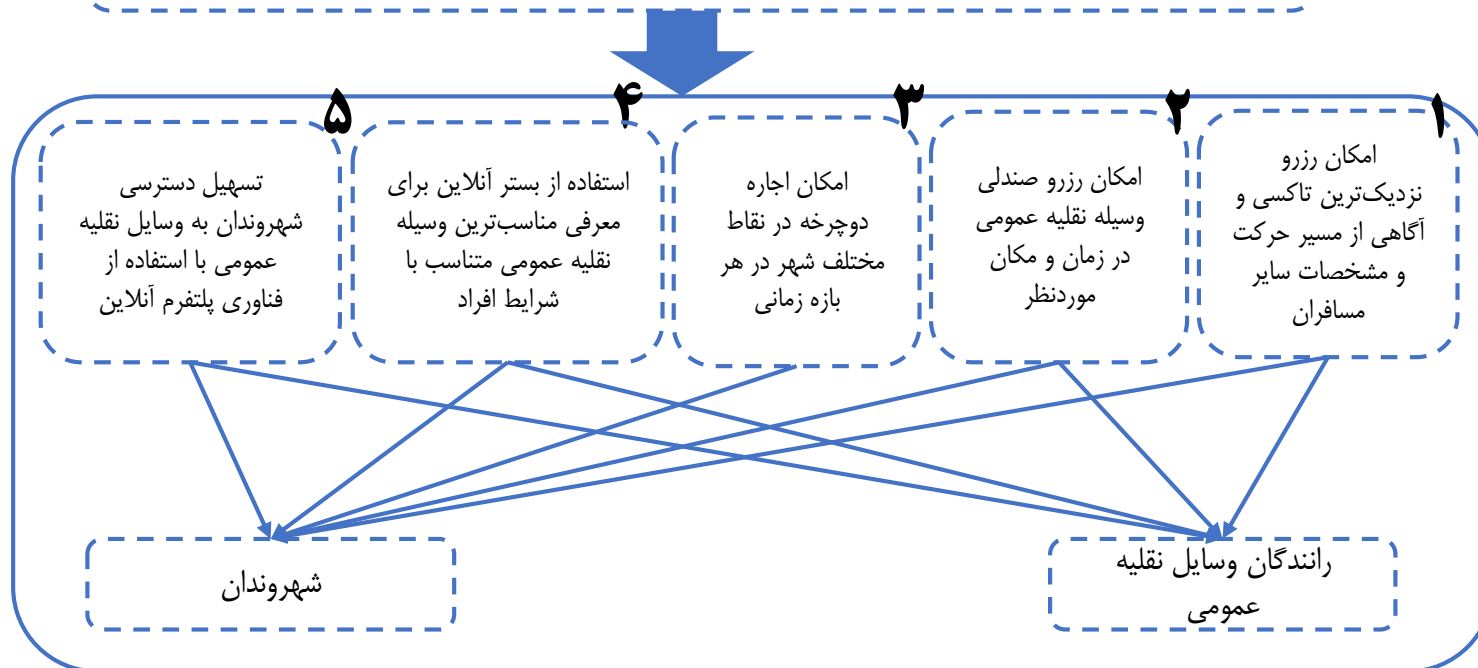 ۱
امکان رزرو
نزدیک‌ترین تاکسی و
آگاهی از مسیر حرکت
و مشخصات سایر
مسافران
۲
امکان رزرو صندلی
وسیله نقلیه عمومی
در زمان و مکان
موردنظر
۳
امکان اجاره
دوچرخه در نقاط
مختلف شهر در هر
بازه زمانی
۴
استفاده از بستر آنلاین برای
معرفی مناسب‌ترین وسیله
نقلیه عمومی متناسب با
شرایط افراد
۵
تسهیل دسترسی
شهروندان به وسایل نقلیه
عمومی با استفاده از
فناوری پلتفرم آنلاین
رانندگان وسایل نقلیه
عمومی
شهروندان